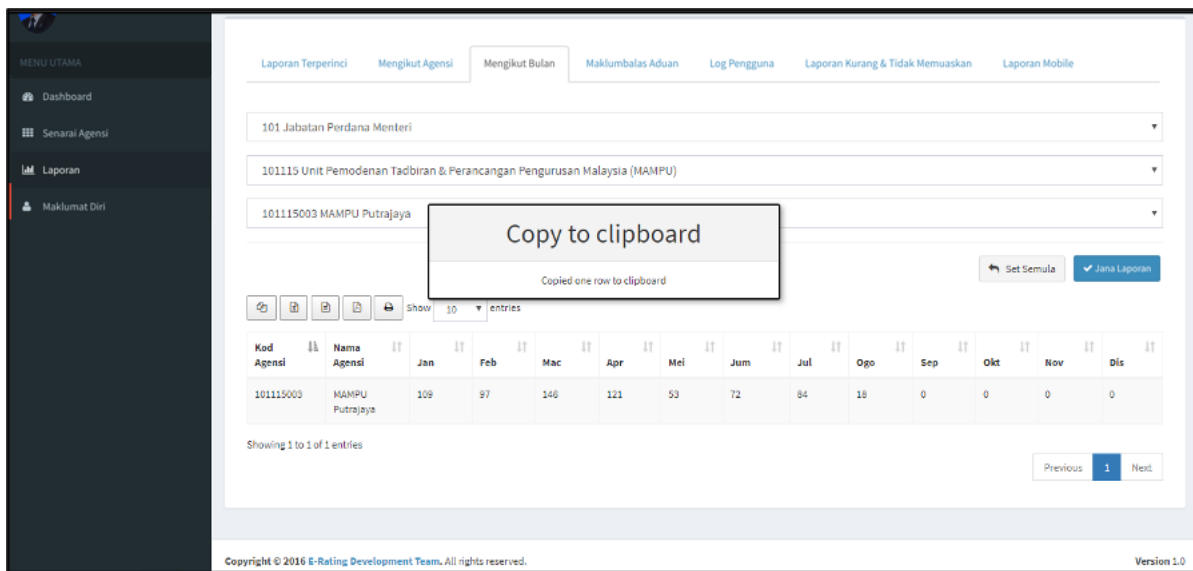 MENU UTAMA
Dashboard
Senarai Agensi
Laporan
Maklumat Diri
Laporan Terperinci Mengikut Agensi Mengikut Bulan Maklumbalas Aduan Log Pengguna Laporan Kurang & Tidak Memuaskan Laporan Mobile
101 Jabatan Perdana Menteri
101115 Unit Pemodenan Tadbiran & Perancangan Pengurusan Malaysia (MAMPU)
101115003 MAMPU Putrajaya
Copy to clipboard
Copied one row to clipboard
Set Semula Jana Laporan
Show 10 entries
Kod Agensi Nama Agensi Jan Feb Mac Apr Mei Jum Jul Ogo Sep Okt Nov Dis
101115003 MAMPU Putrajaya 109 97 146 121 53 72 84 18 0 0 0 0
Showing 1 to 1 of 1 entries
Previous 1 Next
Copyright © 2016 E-Rating Development Team. All rights reserved. Version 1.0